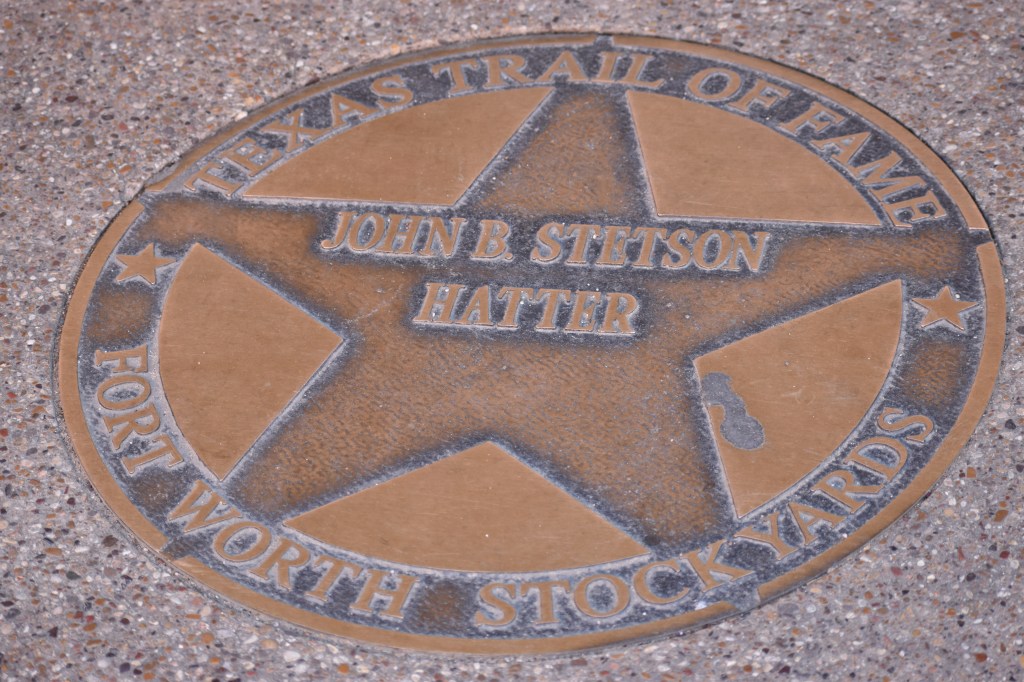 TEXAS TRAIL OF FAME
JOHN B. STETSON
HATTER
FORT WORTH STOCKYARDS